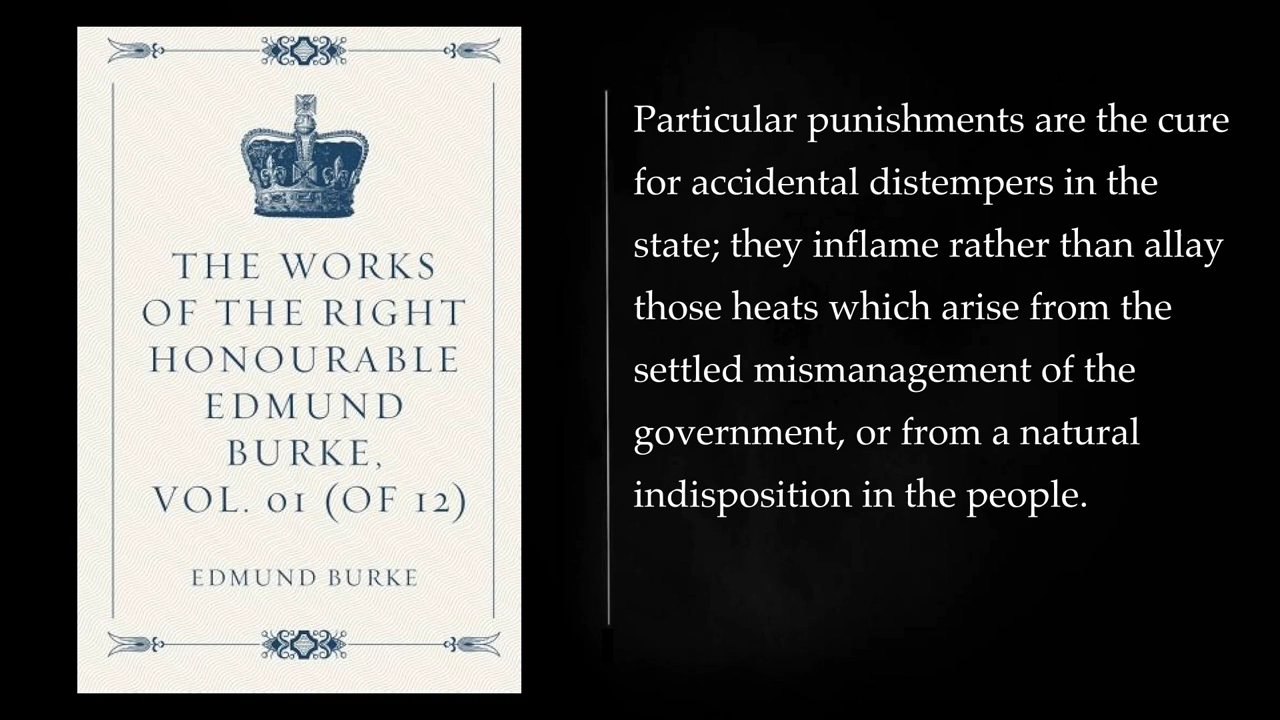 THE WORKS
OF THE RIGHT
HONOURABLE
EDMUND
BURKE,
VOL. 01 (OF 12)
EDMUND BURKE
Particular punishments are the cure
for accidental distempers in the
state; they inflame rather than allay
those heats which arise from the
settled mismanagement of the
government, or from a natural
indisposition in the people.